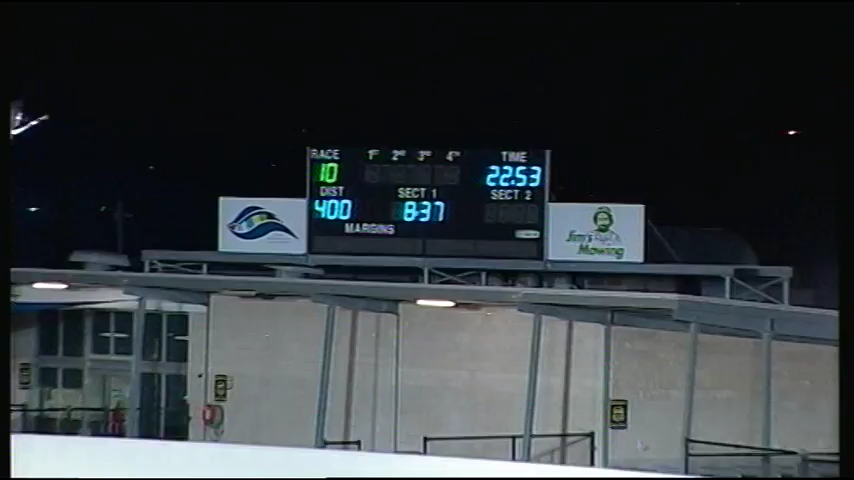 RACE 1ST 2ND 3RD 4TH TIME
10 22.53
DIST SECT 1 SECT 2
400 8.37
MARGINS
Jim's
Mowing